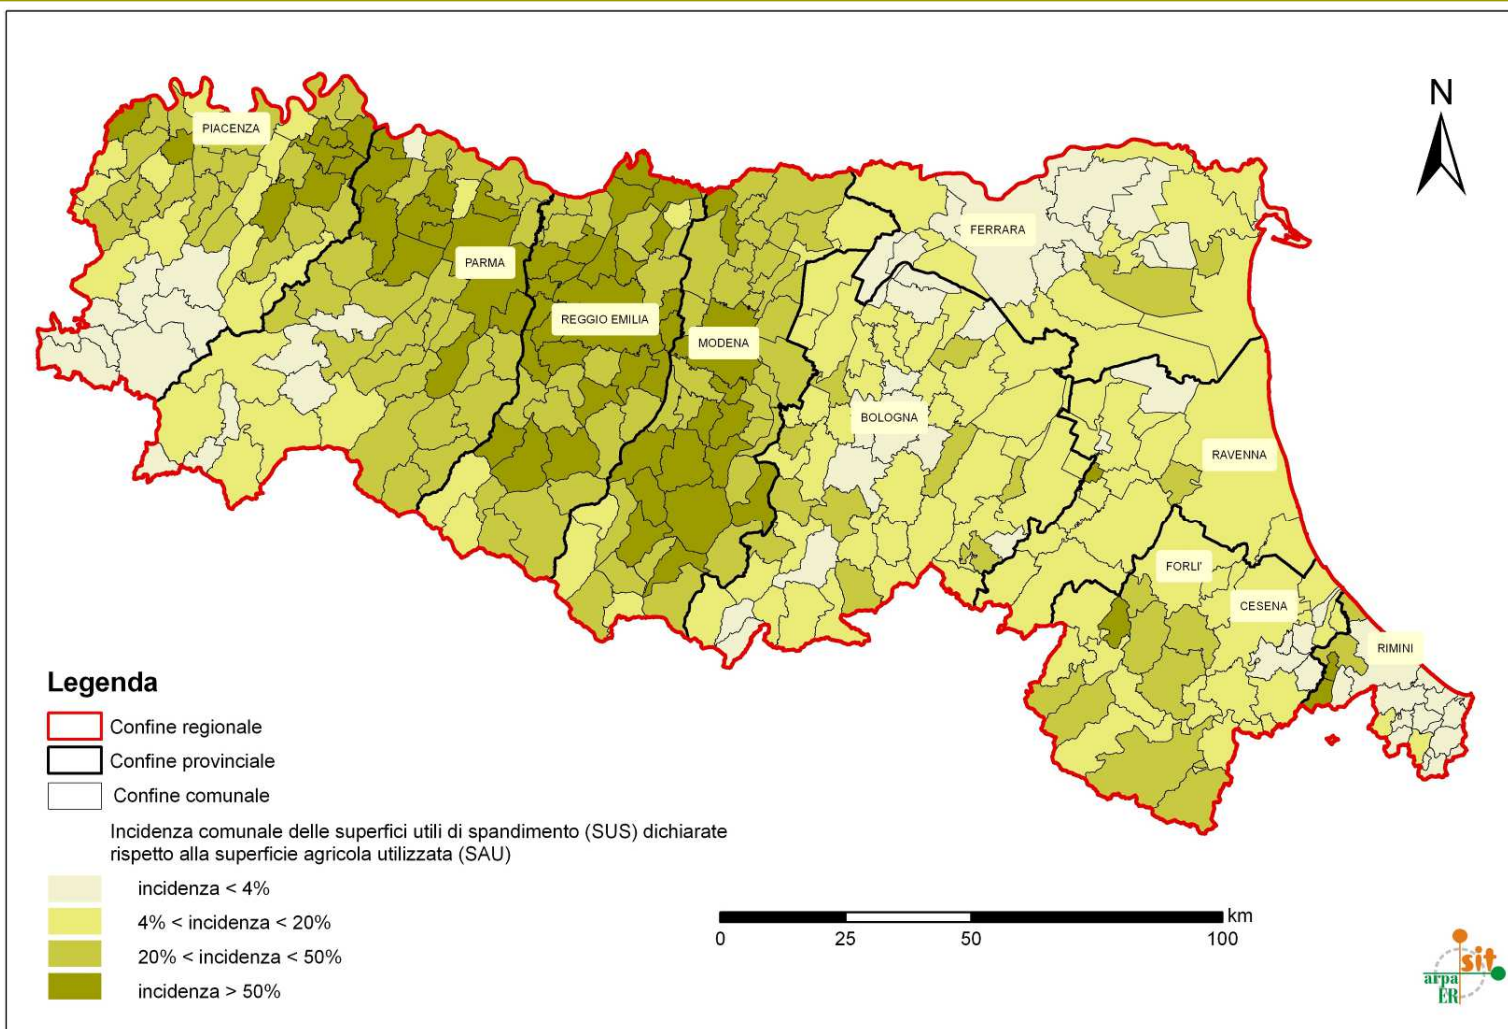 N
PIACENZA
FERRARA
PARMA
REGGIO EMILIA
MODENA
BOLOGNA
RAVENNA
FORLI'
CESENA
RIMINI
Legenda
Confine regionale
Confine provinciale
Confine comunale
Incidenza comunale delle superfici utili di spandimento (SUS) dichiarate
rispetto alla superficie agricola utilizzata (SAU)
incidenza < 4%
4% < incidenza < 20%
20% < incidenza < 50%
incidenza > 50%
km
0 25 50 100
sit
arpa
ER